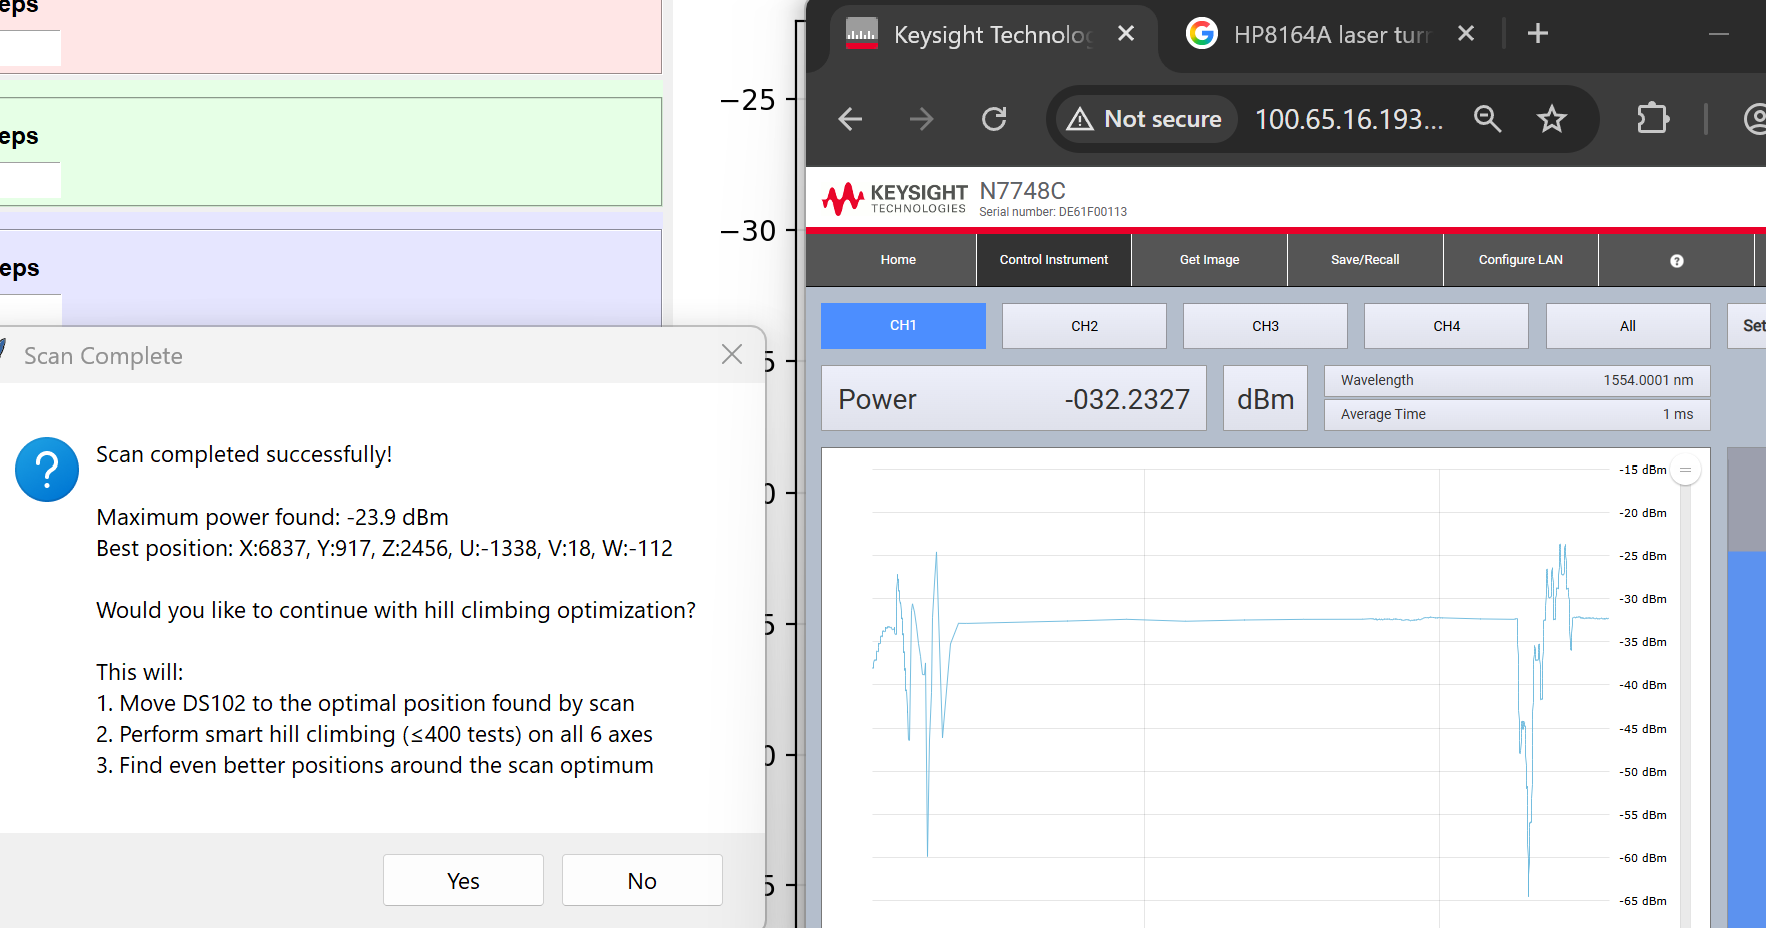 eps
eps
eps
−25
−30
5
0
5
0
5
Scan Complete
Scan completed successfully!
Maximum power found: -23.9 dBm
Best position: X:6837, Y:917, Z:2456, U:-1338, V:18, W:-112
Would you like to continue with hill climbing optimization?
This will:
1. Move DS102 to the optimal position found by scan
2. Perform smart hill climbing (≤400 tests) on all 6 axes
3. Find even better positions around the scan optimum
Yes
No
Keysight Technolog
HP8164A laser turn
Not secure
100.65.16.193...
KEYSIGHT
TECHNOLOGIES
N7748C
Serial number: DE61F00113
Home
Control Instrument
Get Image
Save/Recall
Configure LAN
?
CH1
CH2
CH3
CH4
All
Set
Power
-032.2327
dBm
Wavelength
1554.0001 nm
Average Time
1 ms
-15 dBm
-20 dBm
-25 dBm
-30 dBm
-35 dBm
-40 dBm
-45 dBm
-50 dBm
-55 dBm
-60 dBm
-65 dBm